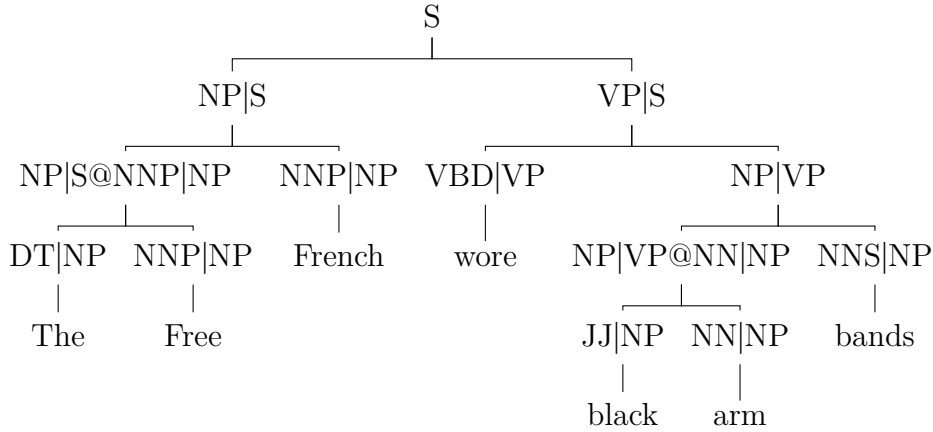 S
NP|S VP|S
NP|S@NNP|NP NNP|NP VBD|VP NP|VP
DT|NP NNP|NP French wore NP|VP@NN|NP NNS|NP
The Free JJ|NP NN|NP bands
black arm